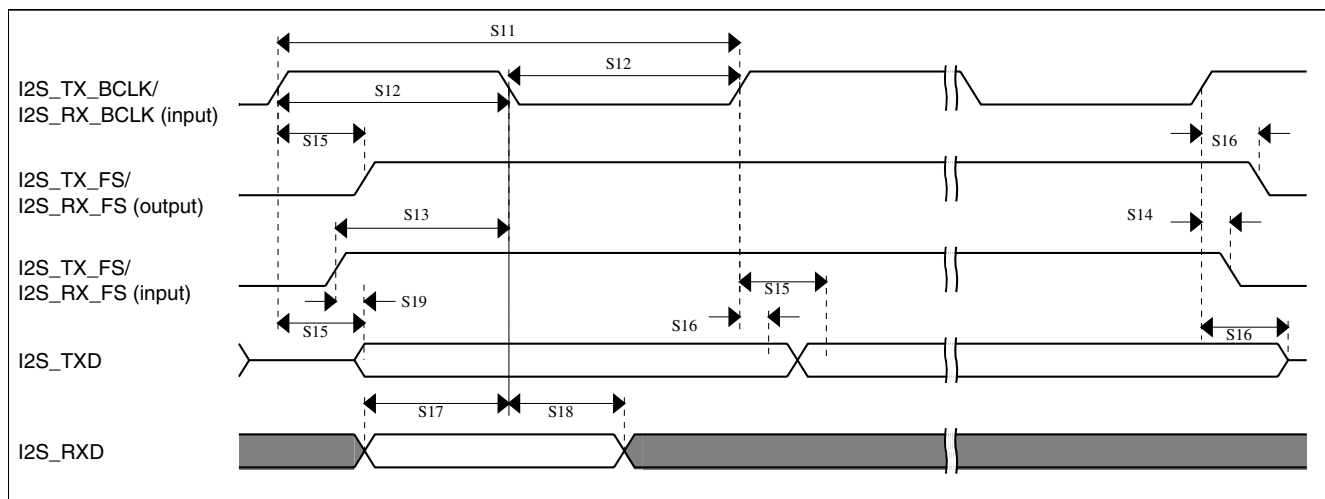 S11
S12
I2S_TX_BCLK/
I2S_RX_BCLK (input)
S12
S15
S16
I2S_TX_FS/
I2S_RX_FS (output)
S13
S14
I2S_TX_FS/
I2S_RX_FS (input)
S19
S15
S15
S16
S16
I2S_TXD
S17
S18
I2S_RXD